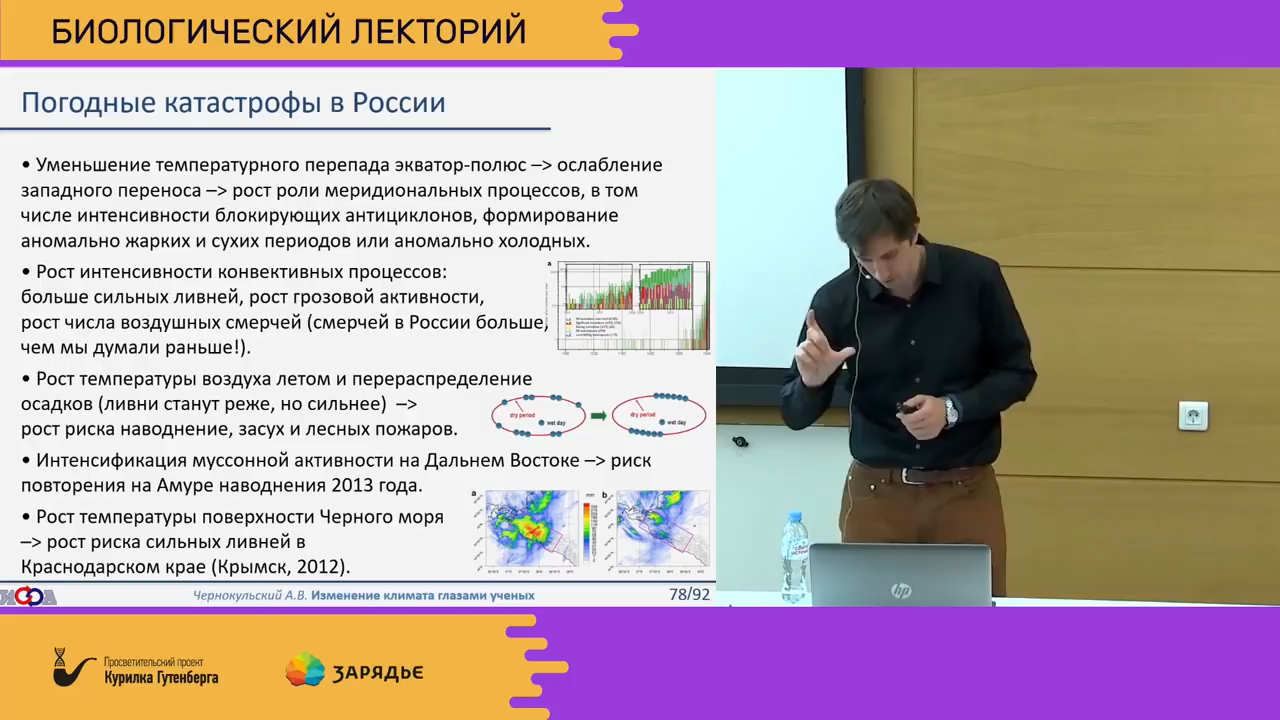 БИОЛОГИЧЕСКИЙ ЛЕКТОРИЙ
Погодные катастрофы в России
• Уменьшение температурного перепада экватор-полюс –> ослабление
западного переноса –> рост роли меридиональных процессов, в том
числе интенсивности блокирующих антициклонов, формирование
аномально жарких и сухих периодов или аномально холодных.
• Рост интенсивности конвективных процессов:
больше сильных ливней, рост грозовой активности,
рост числа воздушных смерчей (смерчей в России больше,
чем мы думали раньше!).
a
• Рост температуры воздуха летом и перераспределение
осадков (ливни станут реже, но сильнее) –>
рост риска наводнение, засух и лесных пожаров.
dry period
wet day
dry period
wet day
• Интенсификация муссонной активности на Дальнем Востоке –> риск
повторения на Амуре наводнения 2013 года.
• Рост температуры поверхности Черного моря
–> рост риска сильных ливней в
Краснодарском крае (Крымск, 2012).
a
mm
b
ИФА
Чернокульский А.В. Изменение климата глазами ученых
78/92
hp
Просветительский проект
Курилка Гутенберга
ЗАРЯДЬЕ